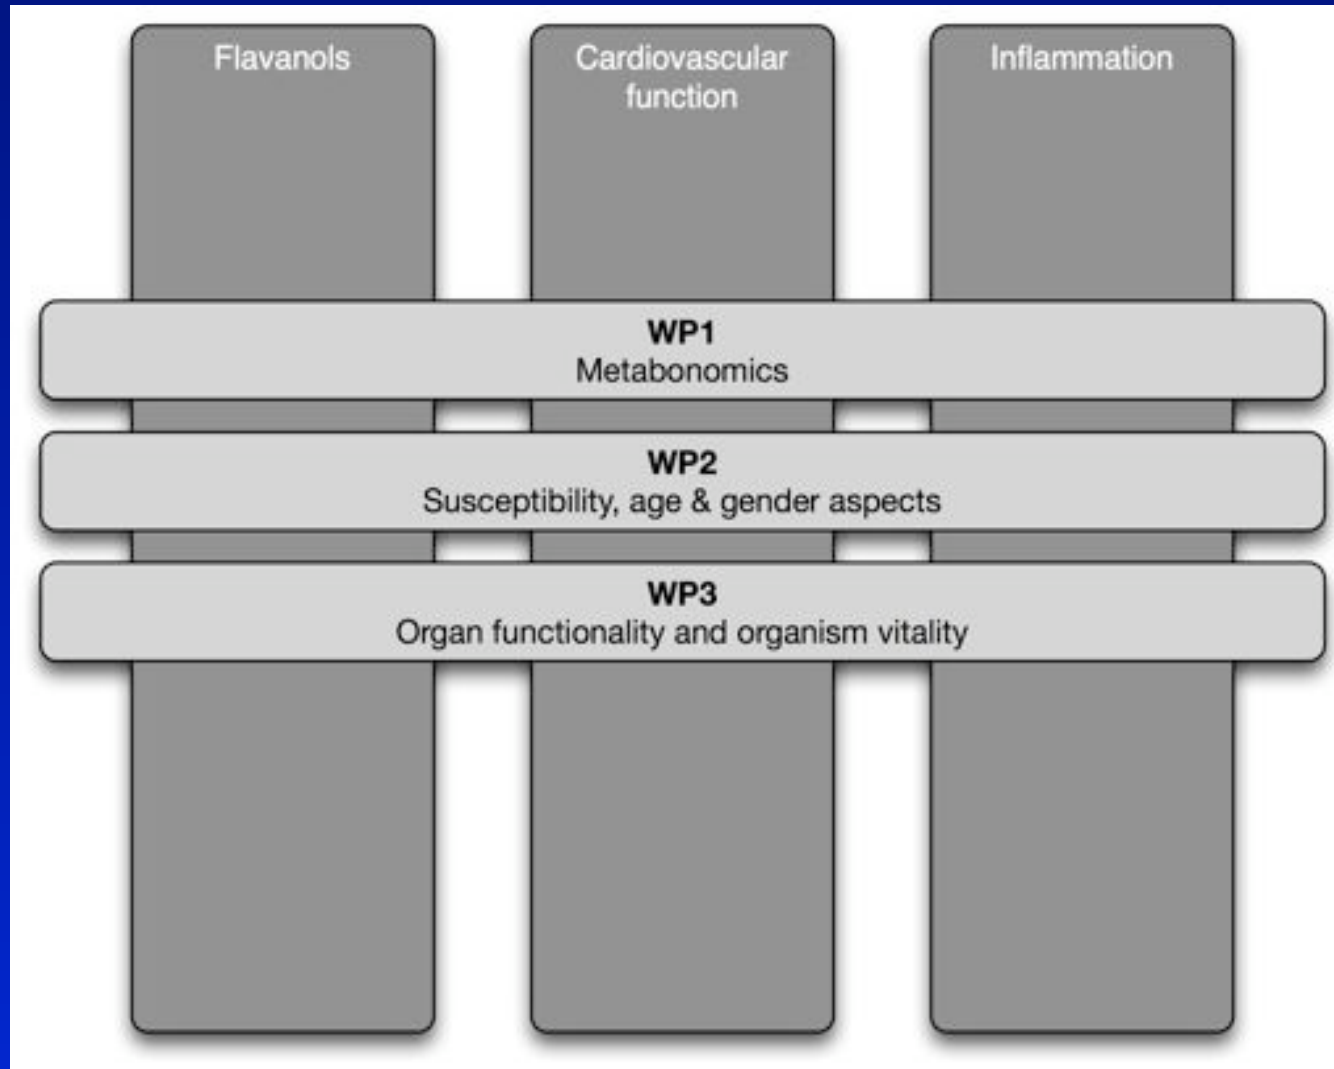 Flavanols
Cardiovascular
function
Inflammation
WP1
Metabonomics
WP2
Susceptibility, age & gender aspects
WP3
Organ functionality and organism vitality